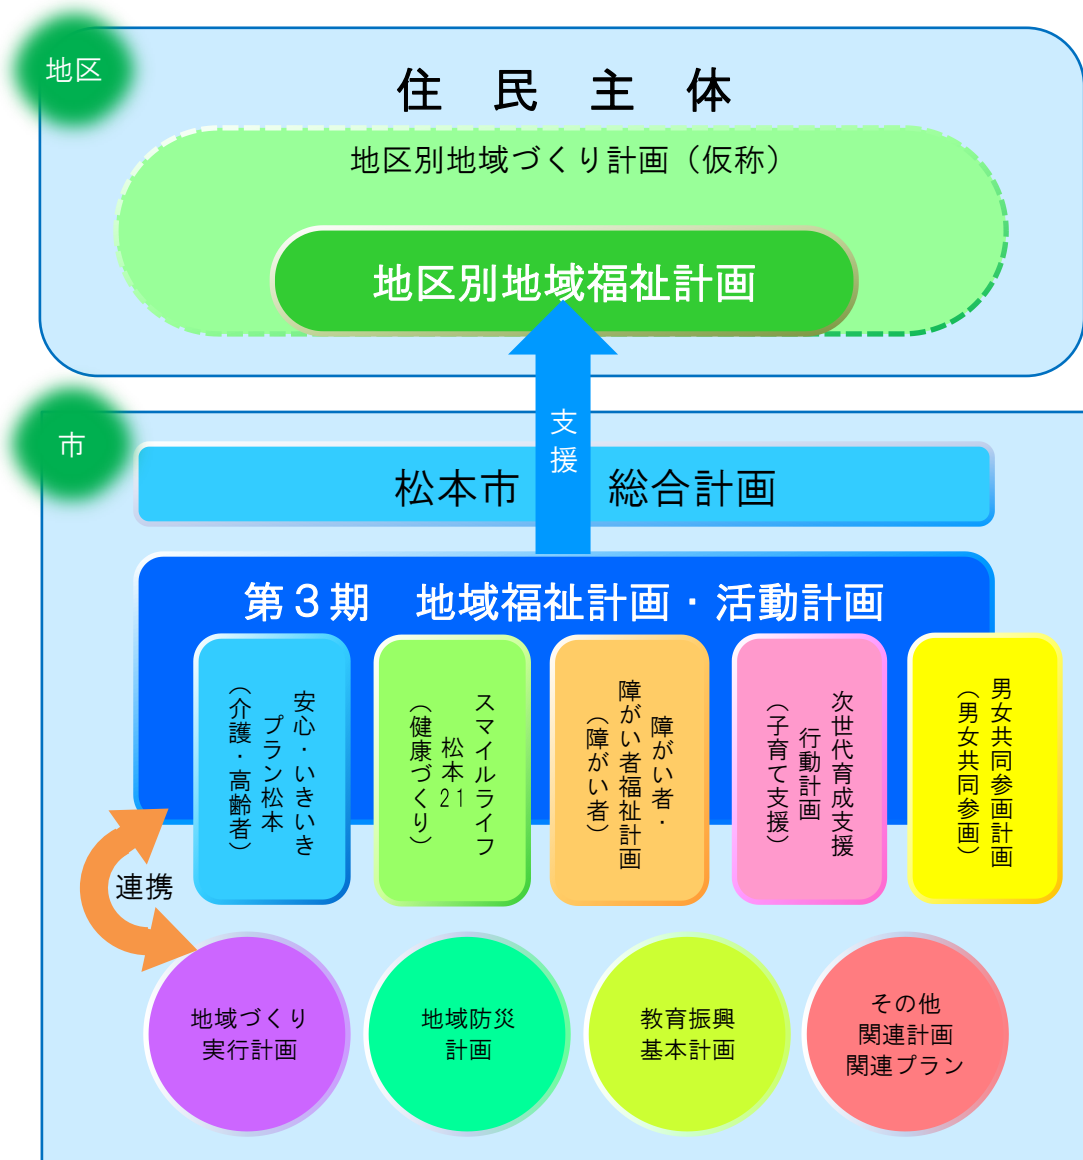 地区
住民主体
地区別地域づくり計画（仮称）
地区別地域福祉計画
支援
市
松本市　総合計画
第３期　地域福祉計画・活動計画
安心・いきいき
プラン松本
（介護・高齢者）
スマイルライフ
松本21
（健康づくり）
障がい者・
障がい者福祉計画
（障がい者）
次世代育成支援
行動計画
（子育て支援）
男女共同参画計画
（男女共同参画）
連携
地域づくり
実行計画
地域防災
計画
教育振興
基本計画
その他
関連計画
関連プラン